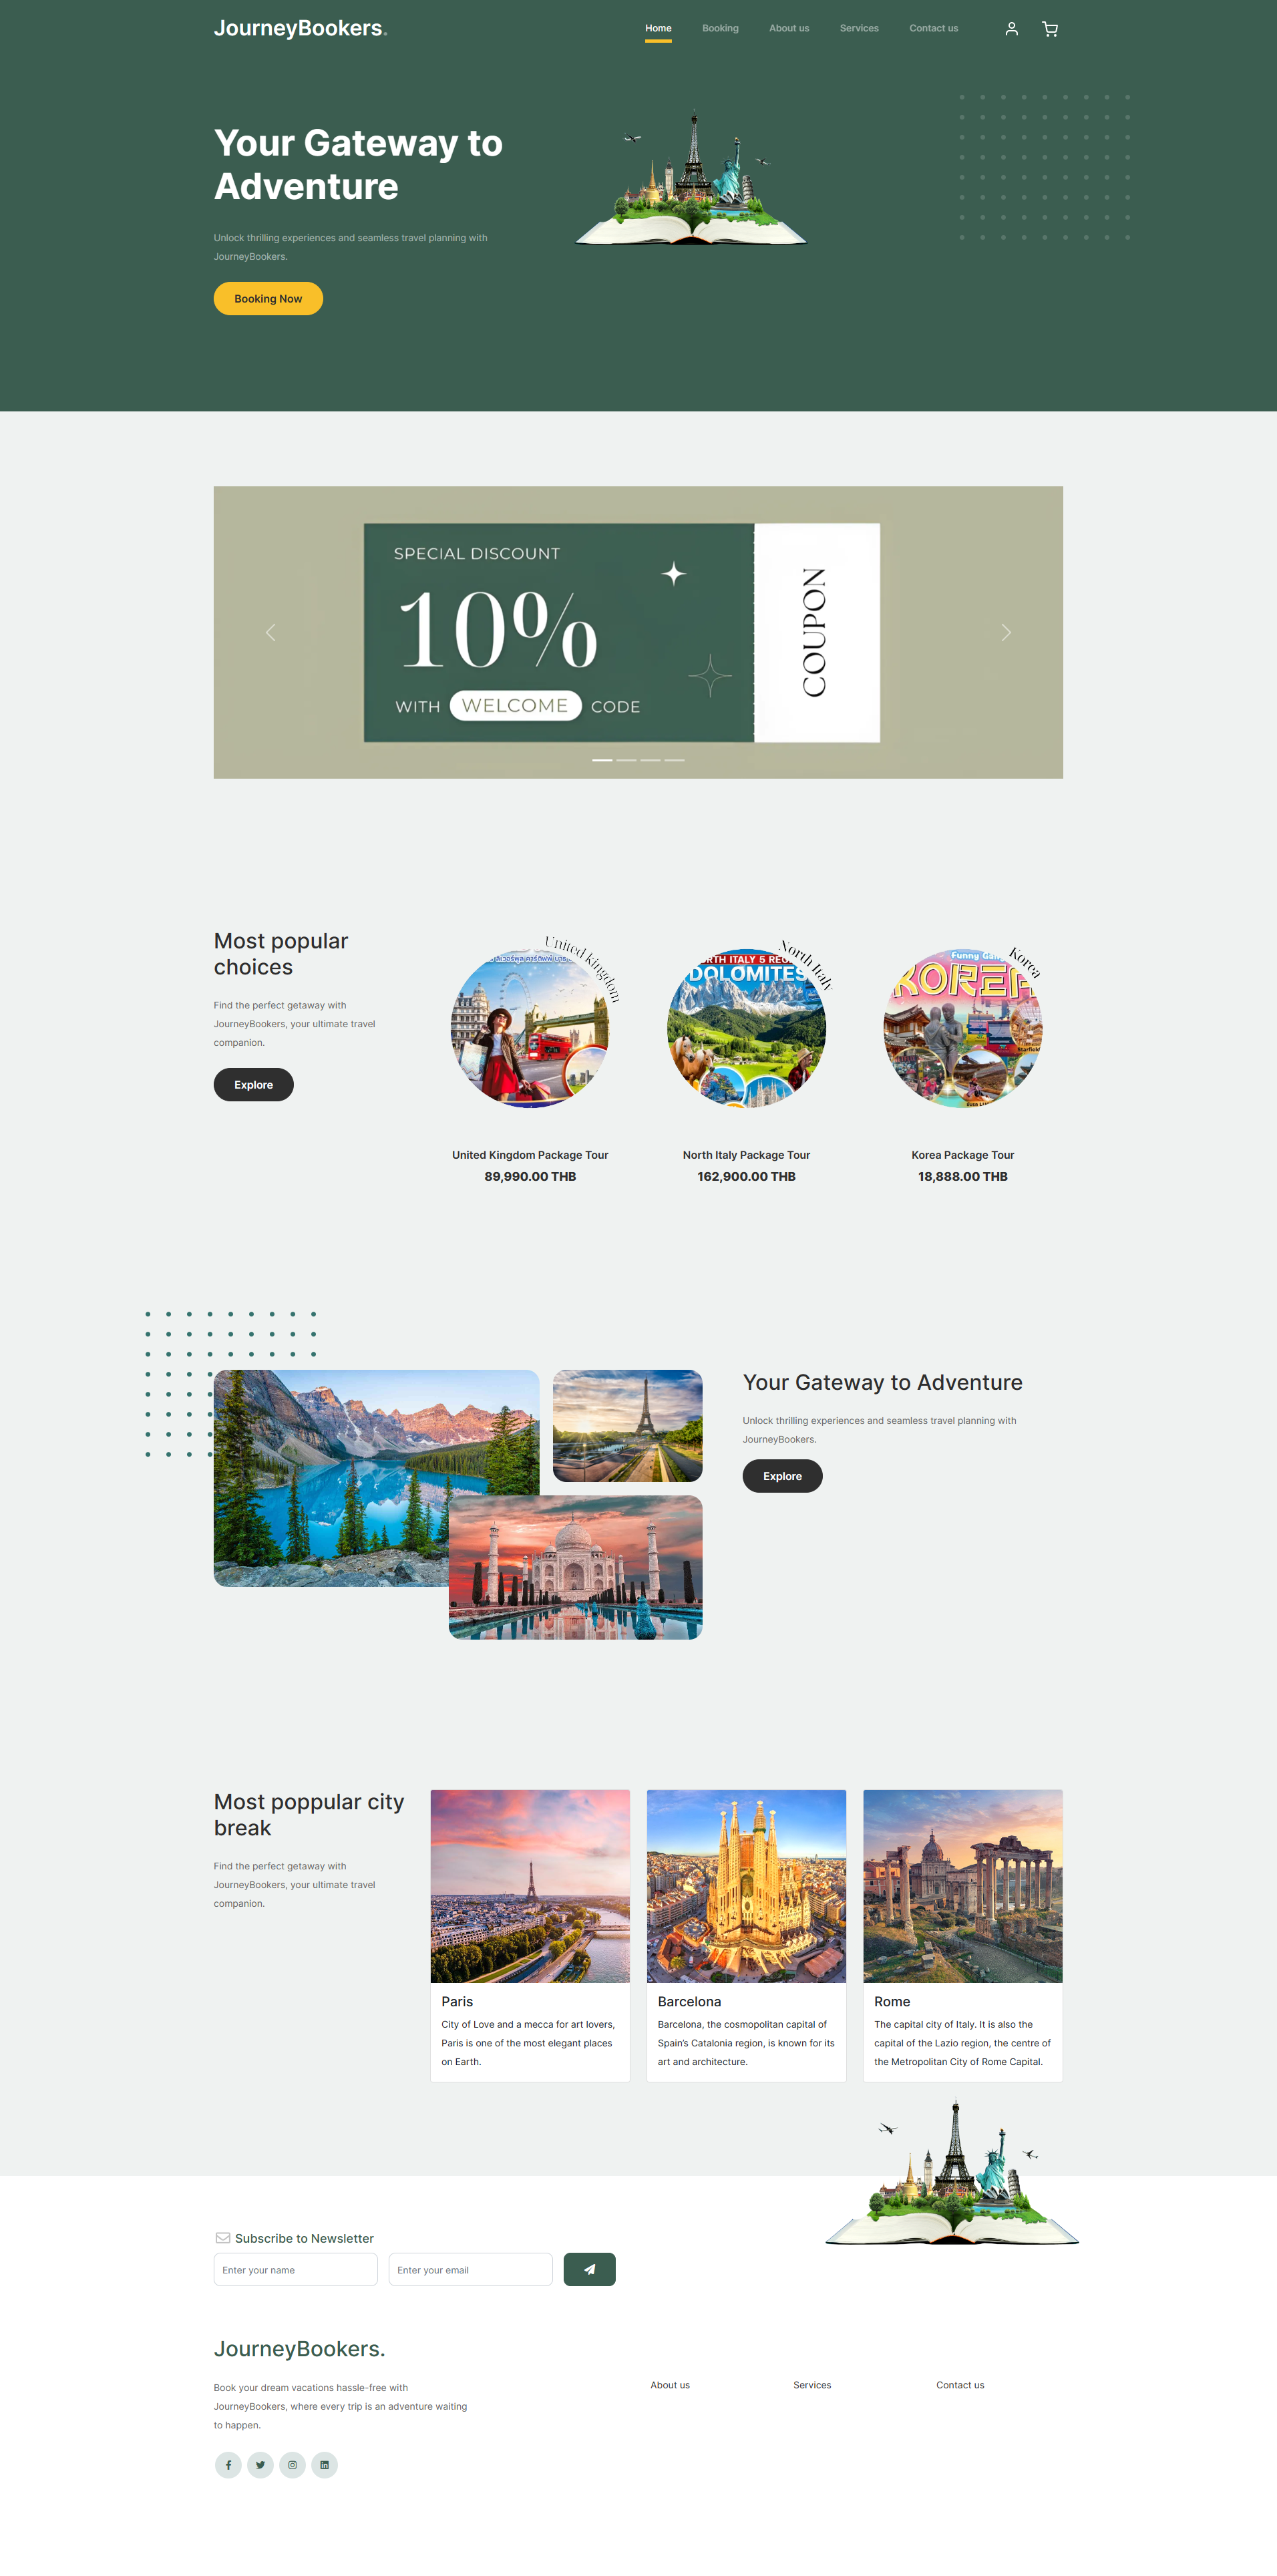 JourneyBookers.
Home Booking About us Services Contact us
Your Gateway to
Adventure
Unlock thrilling experiences and seamless travel planning with
JourneyBookers.
Booking Now
SPECIAL DISCOUNT
10%
WITH WELCOME CODE
COUPON
Most popular
choices
Find the perfect getaway with
JourneyBookers, your ultimate travel
companion.
Explore
United Kingdom
United Kingdom Package Tour
89,990.00 THB
North Italy
DOLOMITES
North Italy Package Tour
162,900.00 THB
Korea
Funny
KOREA
Starfield
Korea Package Tour
18,888.00 THB
Your Gateway to Adventure
Unlock thrilling experiences and seamless travel planning with
JourneyBookers.
Explore
Most poppular city
break
Find the perfect getaway with
JourneyBookers, your ultimate travel
companion.
Paris
City of Love and a mecca for art lovers,
Paris is one of the most elegant places
on Earth.
Barcelona
Barcelona, the cosmopolitan capital of
Spain's Catalonia region, is known for its
art and architecture.
Rome
The capital city of Italy. It is also the
capital of the Lazio region, the centre of
the Metropolitan City of Rome Capital.
Subscribe to Newsletter
Enter your name
Enter your email
JourneyBookers.
Book your dream vacations hassle-free with
JourneyBookers, where every trip is an adventure waiting
to happen.
About us
Services
Contact us